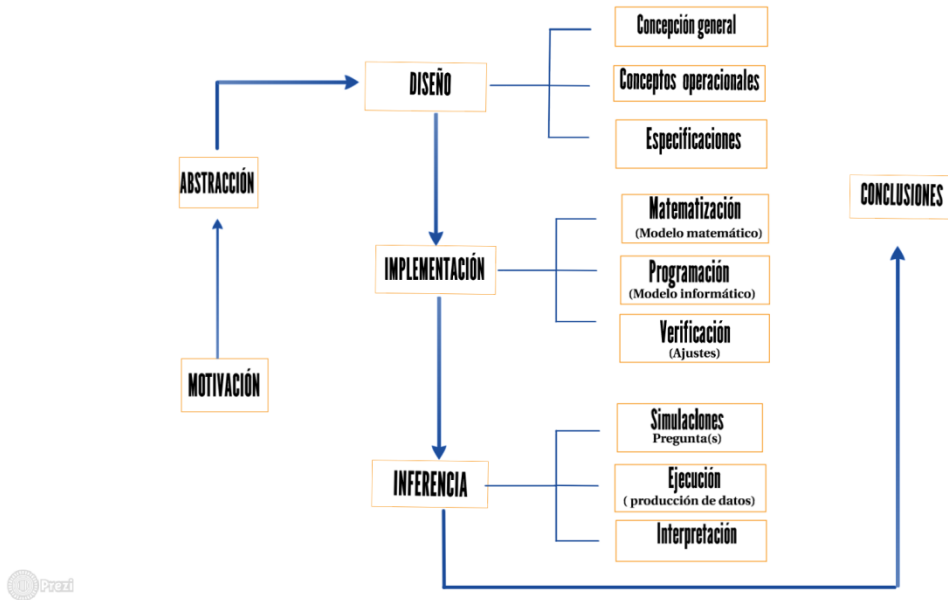 Concepción general
DISEÑO
Conceptos operacionales
Especificaciones
ABSTRACCIÓN
CONCLUSIONES
Matematización
(Modelo matemático)
IMPLEMENTACIÓN
Programación
(Modelo informático)
Verificación
(Ajustes)
MOTIVACIÓN
Simulaciones
Pregunta(s)
INFERENCIA
Ejecución
( producción de datos)
Interpretación
Prezi